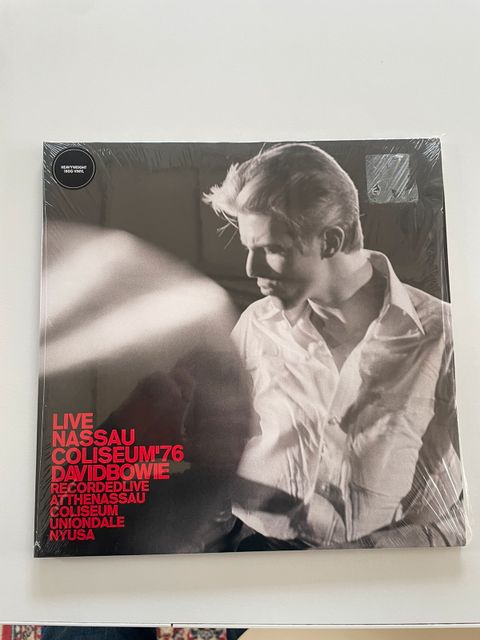 HEAVYWEIGHT
180G VINYL
LIVE
NASSAU
COLISEUM'76
DAVIDBOWIE
RECORDEDLIVE
ATTHENASSAU
COLISEUM
UNIONDALE
NYUSA